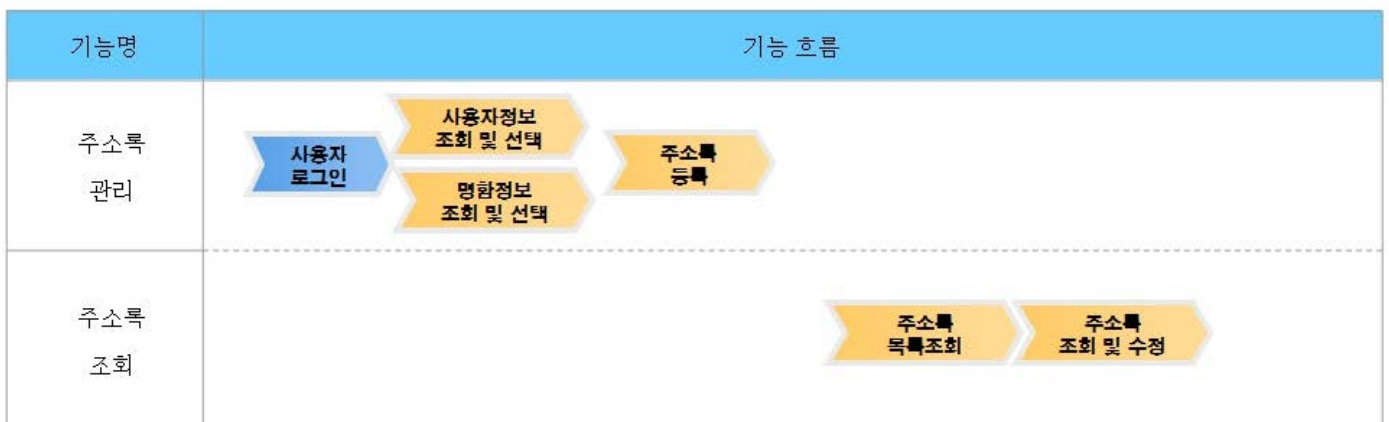 기능명
기능 흐름
주소록
관리
사용자
로그인
사용자정보
조회 및 선택
명함정보
조회 및 선택
주소록
등록
주소록
조회
주소록
목록조회
주소록
조회 및 수정